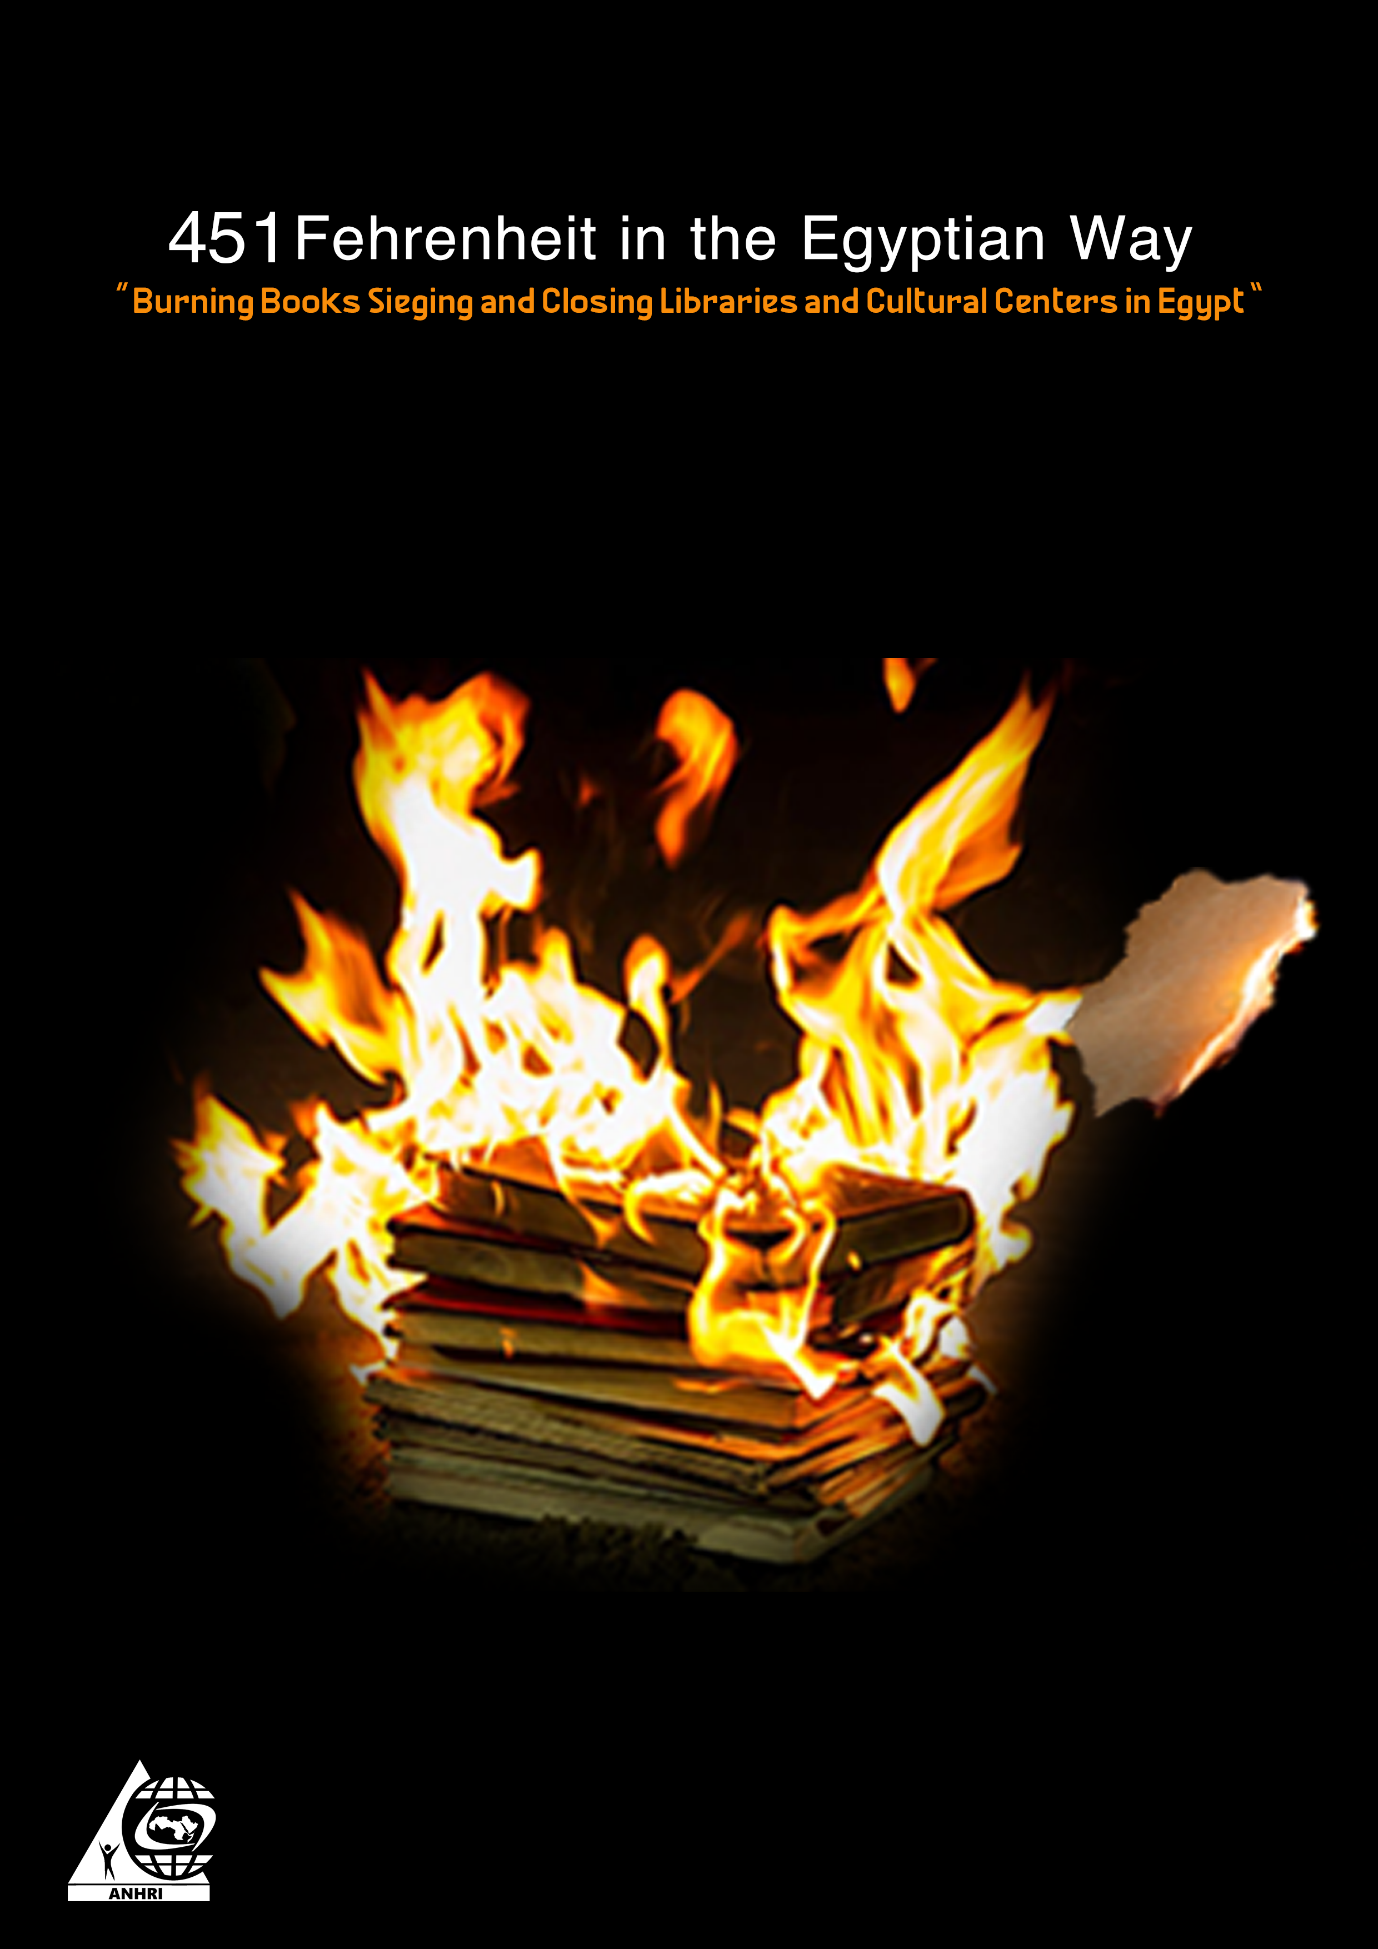 451 Fehrenheit in the Egyptian Way
"Burning Books Sieging and Closing Libraries and Cultural Centers in Egypt"
ANHRI